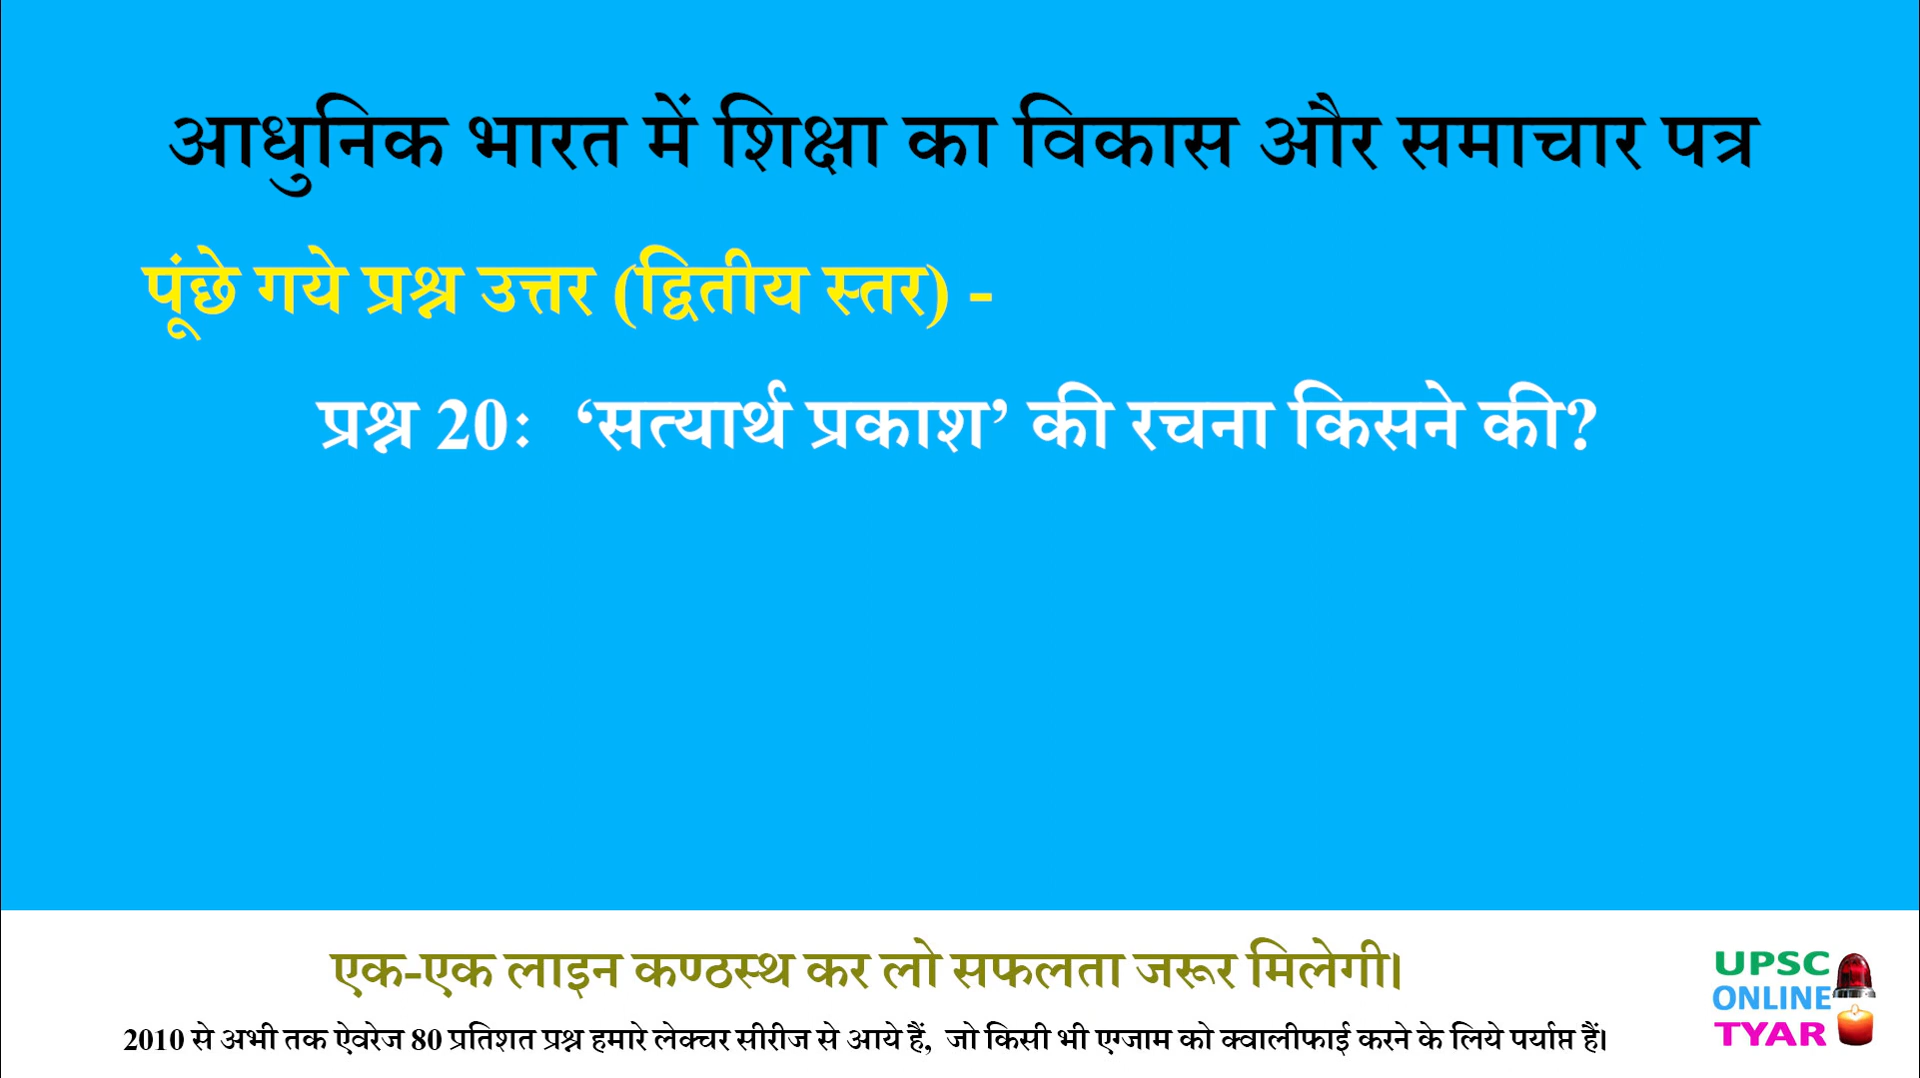 आधुनिक भारत में शिक्षा का विकास और समाचार पत्र
पूंछे गये प्रश्न उत्तर (द्वितीय स्तर) -
प्रश्न 20: ‘सत्यार्थ प्रकाश’ की रचना किसने की?
एक-एक लाइन कण्ठस्थ कर लो सफलता जरूर मिलेगी।
2010 से अभी तक ऐवरेज 80 प्रतिशत प्रश्न हमारे लेक्चर सीरीज से आये हैं, जो किसी भी एग्जाम को क्वालीफाई करने के लिये पर्याप्त हैं।
UPSC
ONLINE
TYAR